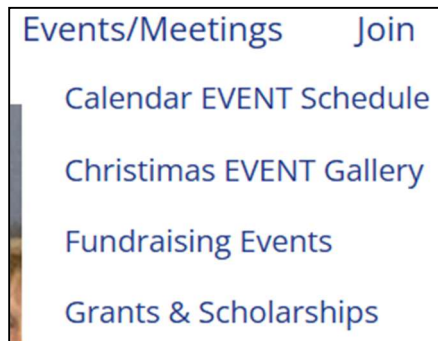 Events/Meetings Join
Calendar EVENT Schedule
Christimas EVENT Gallery
Fundraising Events
Grants & Scholarships